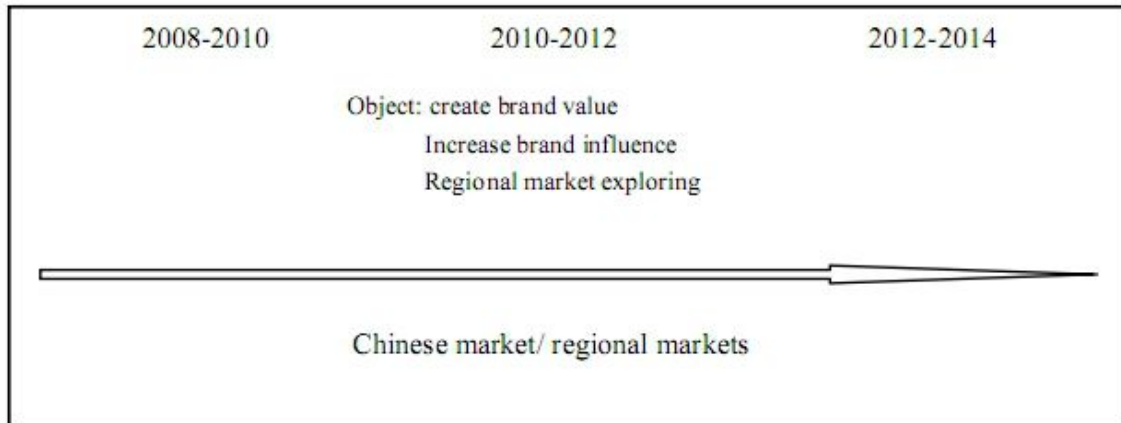 2008-2010 2010-2012 2012-2014
Object: create brand value
Increase brand influence
Regional market exploring
Chinese market/ regional markets